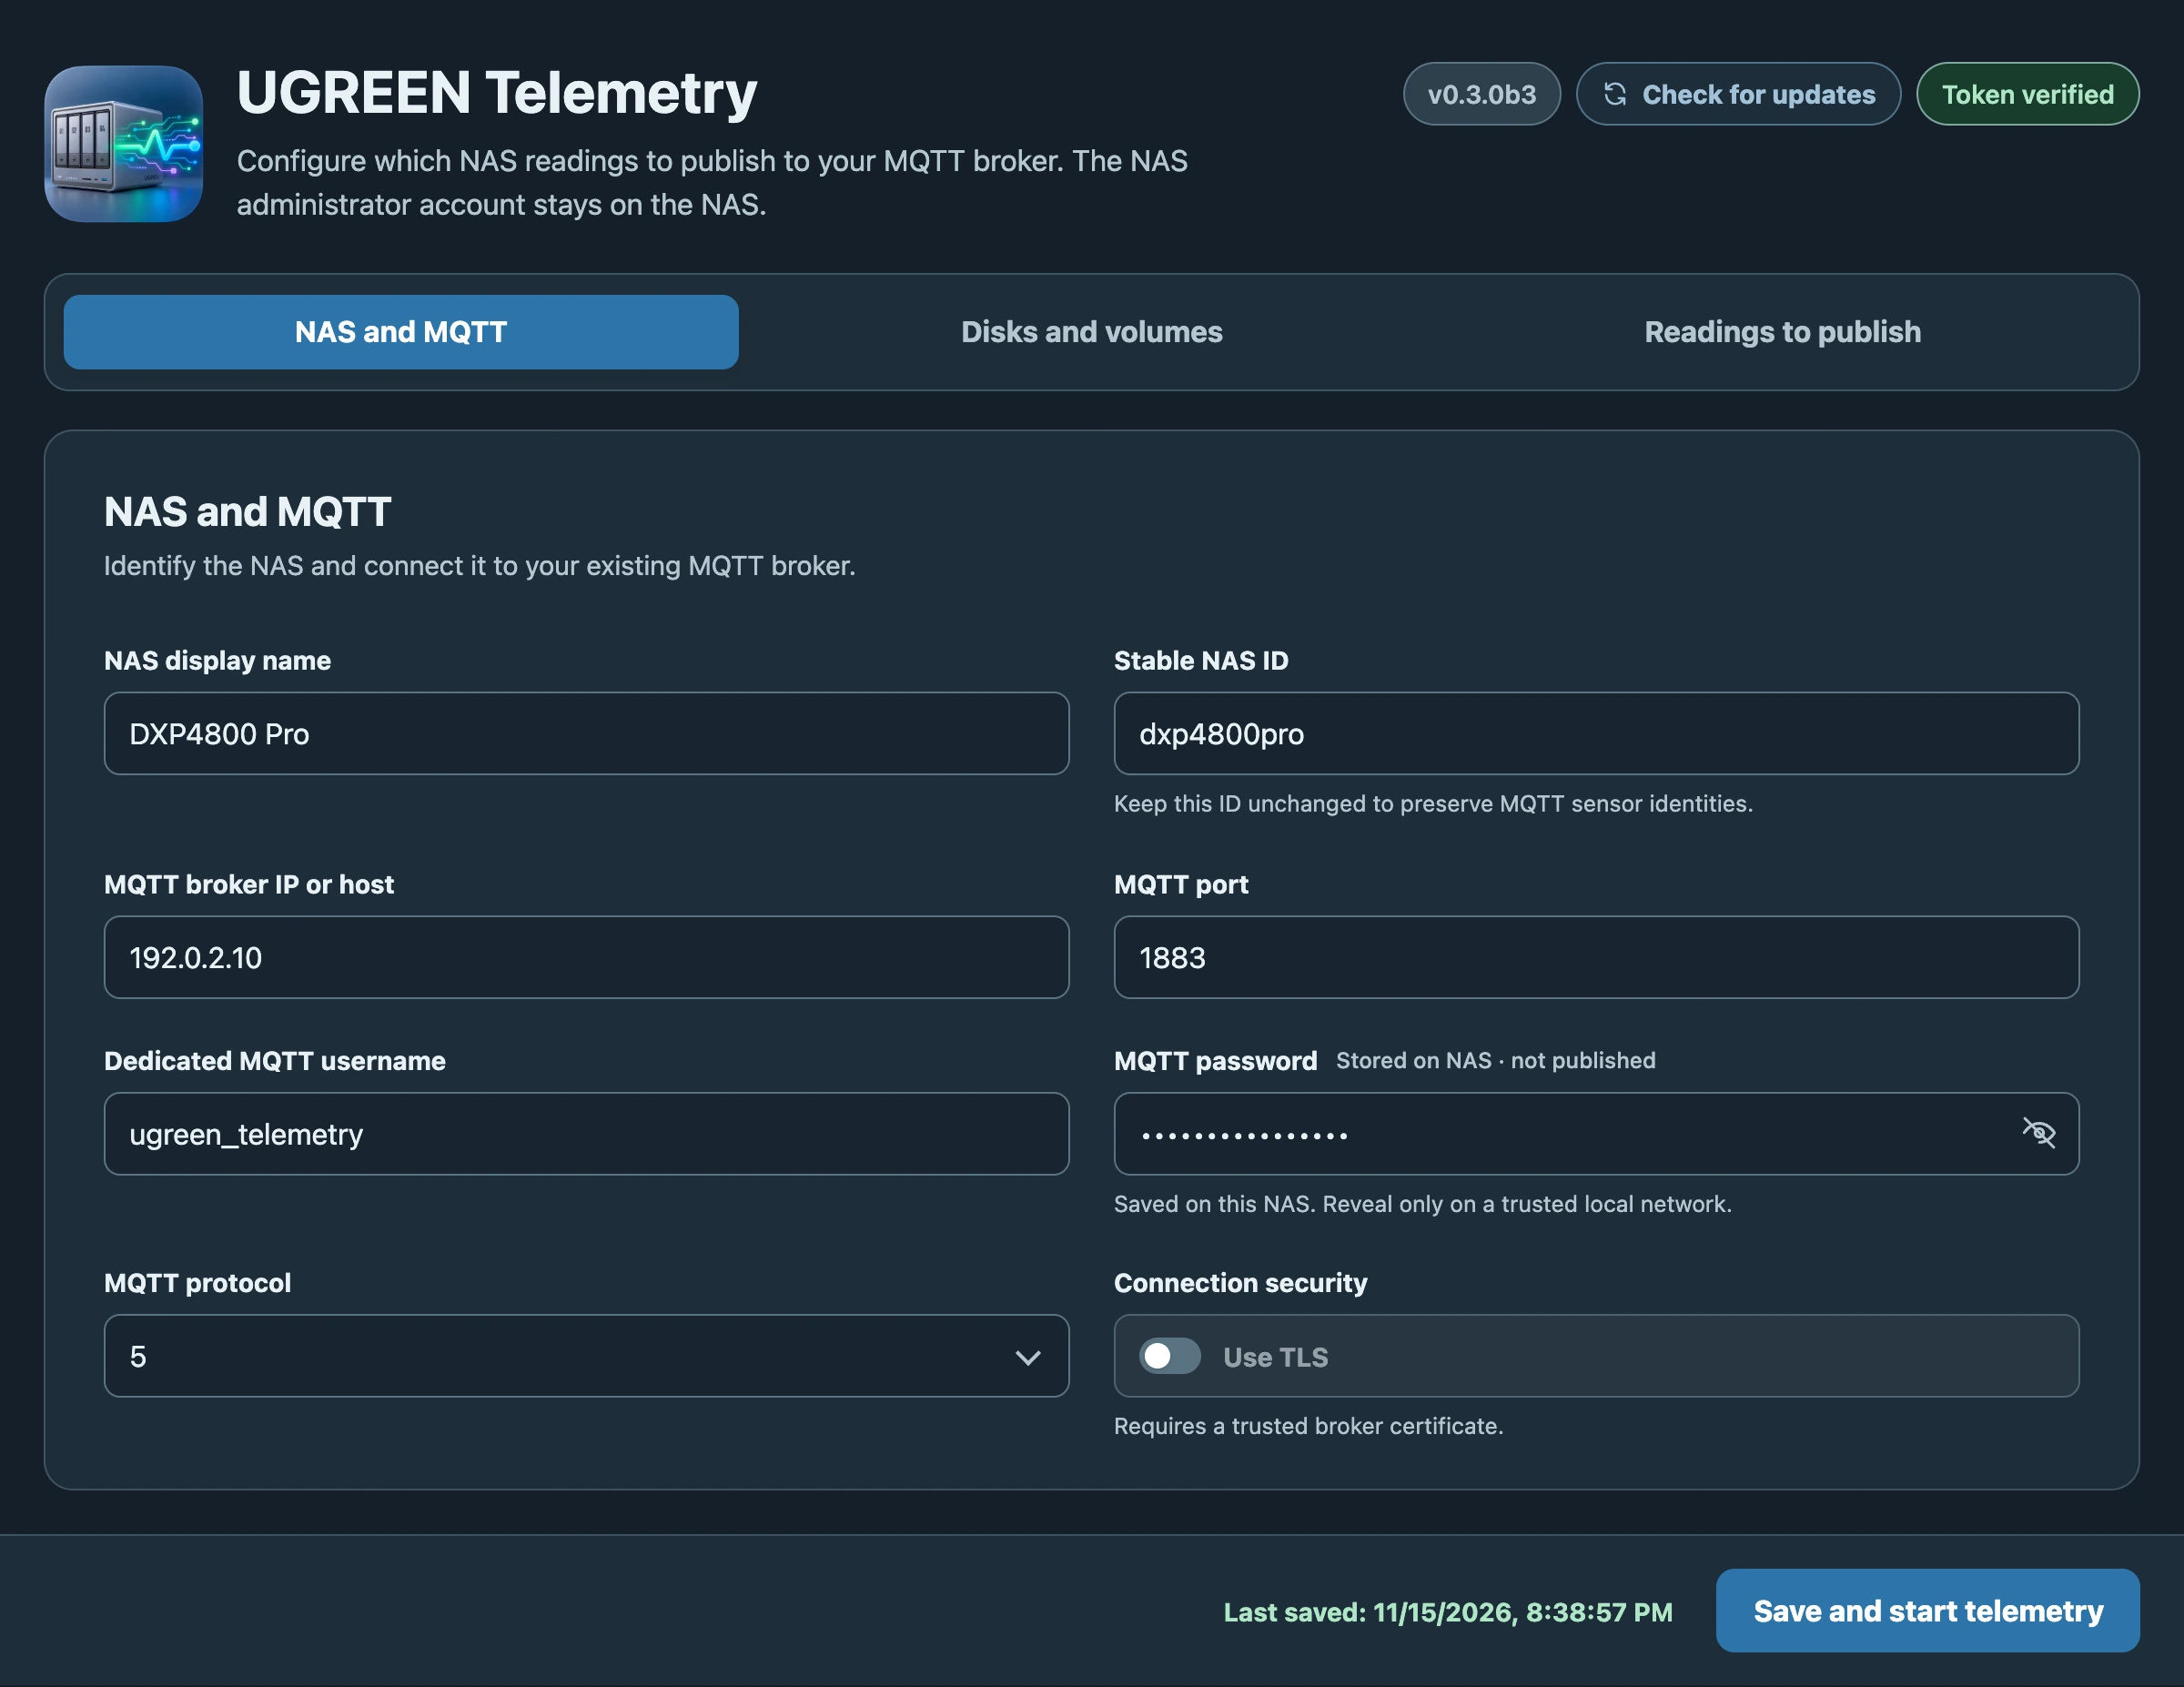 UGREEN Telemetry
Configure which NAS readings to publish to your MQTT broker. The NAS
administrator account stays on the NAS.
v0.3.0b3
Check for updates
Token verified
NAS and MQTT
Disks and volumes
Readings to publish
NAS and MQTT
Identify the NAS and connect it to your existing MQTT broker.
NAS display name
DXP4800 Pro
Stable NAS ID
dxp4800pro
Keep this ID unchanged to preserve MQTT sensor identities.
MQTT broker IP or host
192.0.2.10
MQTT port
1883
Dedicated MQTT username
ugreen_telemetry
MQTT password Stored on NAS · not published
••••••••••••••••
Saved on this NAS. Reveal only on a trusted local network.
MQTT protocol
5
Connection security
Use TLS
Requires a trusted broker certificate.
Last saved: 11/15/2026, 8:38:57 PM
Save and start telemetry